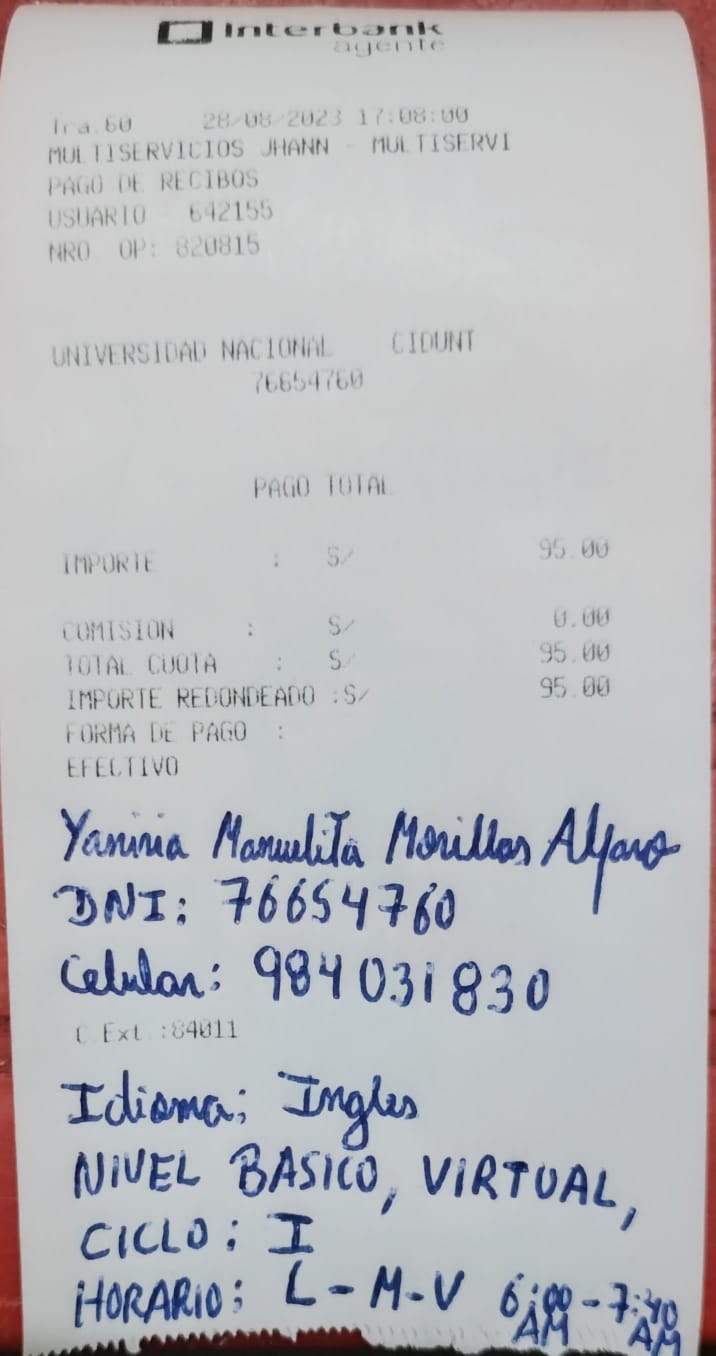 Interbank
agente
Tra.60 28/08/2023 17:08:00
MULTISERVICIOS JHANN - MULTISERVI
PAGO DE RECIBOS
USUARIO 642155
NRO OP: 820815
UNIVERSIDAD NACIONAL CIDUNT
76654760
PAGO TOTAL
IMPORTE : S/ 95.00
COMISION : S/ 0.00
TOTAL CUOTA : S/ 95.00
IMPORTE REDONDEADO :S/ 95.00
FORMA DE PAGO :
EFECTIVO
Yaniria Manuelita Morillas Alfaro
DNI: 76654760
Celular: 984031830
C.Ext.:84011
Idioma; Ingles
NIVEL BASICO, VIRTUAL,
CICLO: I
HORARIO: L-M-V 6:00 AM - 7:40 AM